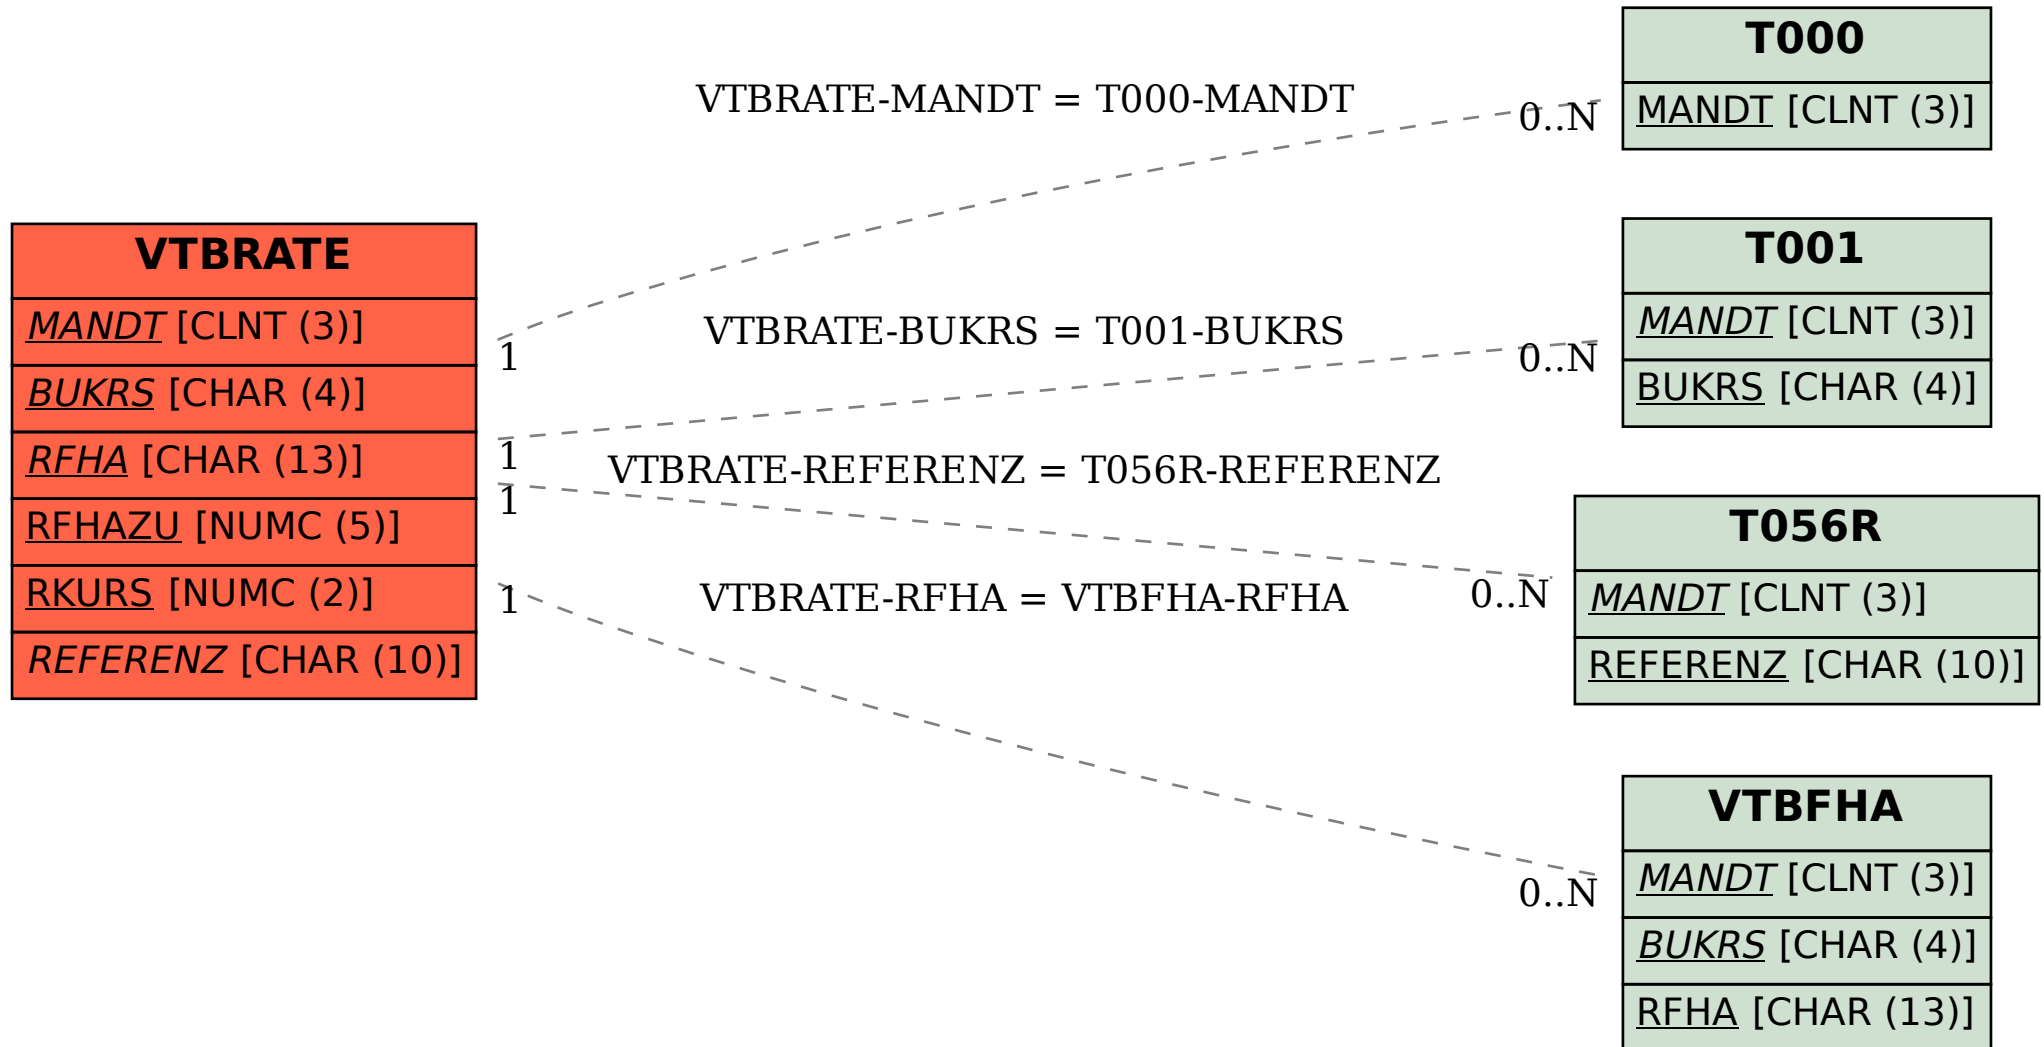 VTBRATE
MANDT [CLNT (3)]
BUKRS [CHAR (4)]
RFHA [CHAR (13)]
RFHAZU [NUMC (5)]
RKURS [NUMC (2)]
REFERENZ [CHAR (10)]
VTBRATE-MANDT = T000-MANDT
1
0..N
VTBRATE-BUKRS = T001-BUKRS
1
0..N
VTBRATE-REFERENZ = T056R-REFERENZ
1
0..N
VTBRATE-RFHA = VTBFHA-RFHA
1
0..N
T000
MANDT [CLNT (3)]
T001
MANDT [CLNT (3)]
BUKRS [CHAR (4)]
T056R
MANDT [CLNT (3)]
REFERENZ [CHAR (10)]
VTBFHA
MANDT [CLNT (3)]
BUKRS [CHAR (4)]
RFHA [CHAR (13)]